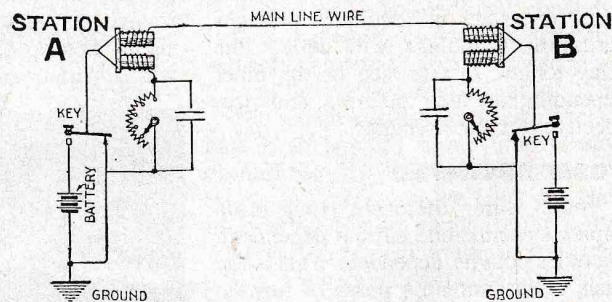 STATION
A
MAIN LINE WIRE
STATION
B
KEY
BATTERY
GROUND
KEY
GROUND